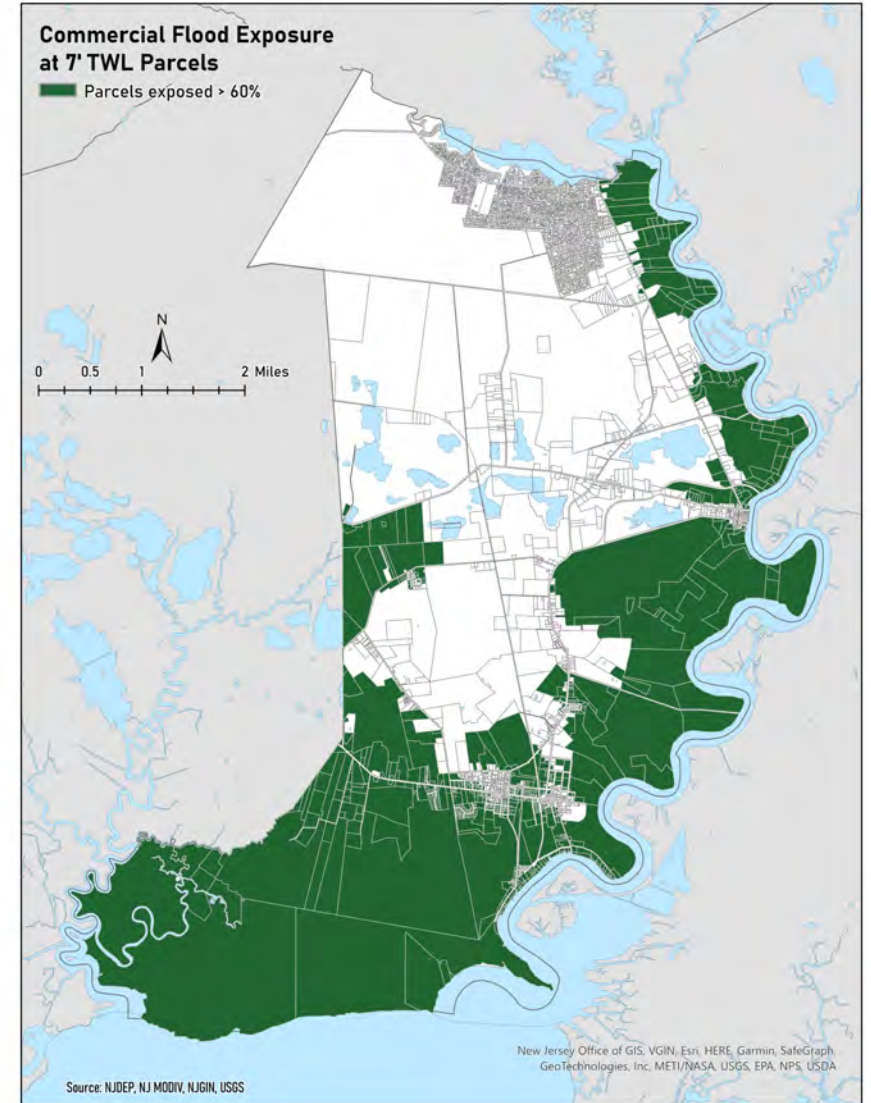 Commercial Flood Exposure
at 7' TWL Parcels
Parcels exposed > 60%
N
0 0.5 1 2 Miles
New Jersey Office of GIS, VGIN, Esri, HERE, Garmin, SafeGraph,
GeoTechnologies, Inc, METI/NASA, USGS, EPA, NPS, USDA
Source: NJDEP, NJ MODIV, NJGIN, USGS